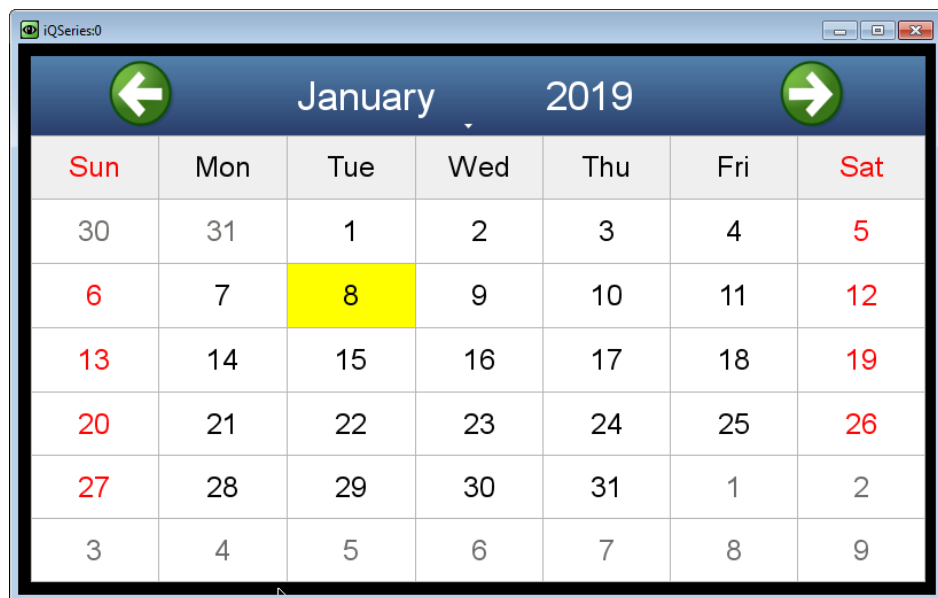 iQSeries:0
January 2019
Sun Mon Tue Wed Thu Fri Sat
30 31 1 2 3 4 5
6 7 8 9 10 11 12
13 14 15 16 17 18 19
20 21 22 23 24 25 26
27 28 29 30 31 1 2
3 4 5 6 7 8 9